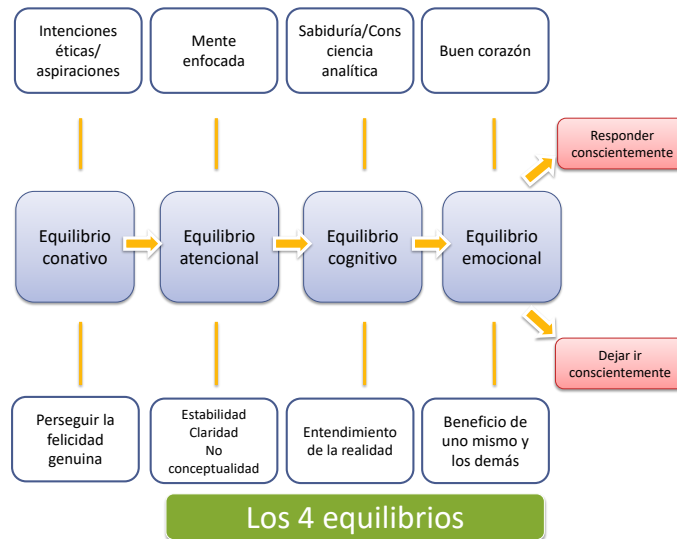 Intenciones
éticas/
aspiraciones
Mente
enfocada
Sabiduría/Cons
ciencia
analítica
Buen corazón
Responder
conscientemente
Equilibrio
conativo
Equilibrio
atencional
Equilibrio
cognitivo
Equilibrio
emocional
Dejar ir
conscientemente
Perseguir la
felicidad
genuina
Estabilidad
Claridad
No
conceptualidad
Entendimiento
de la realidad
Beneficio de
uno mismo y
los demás
Los 4 equilibrios